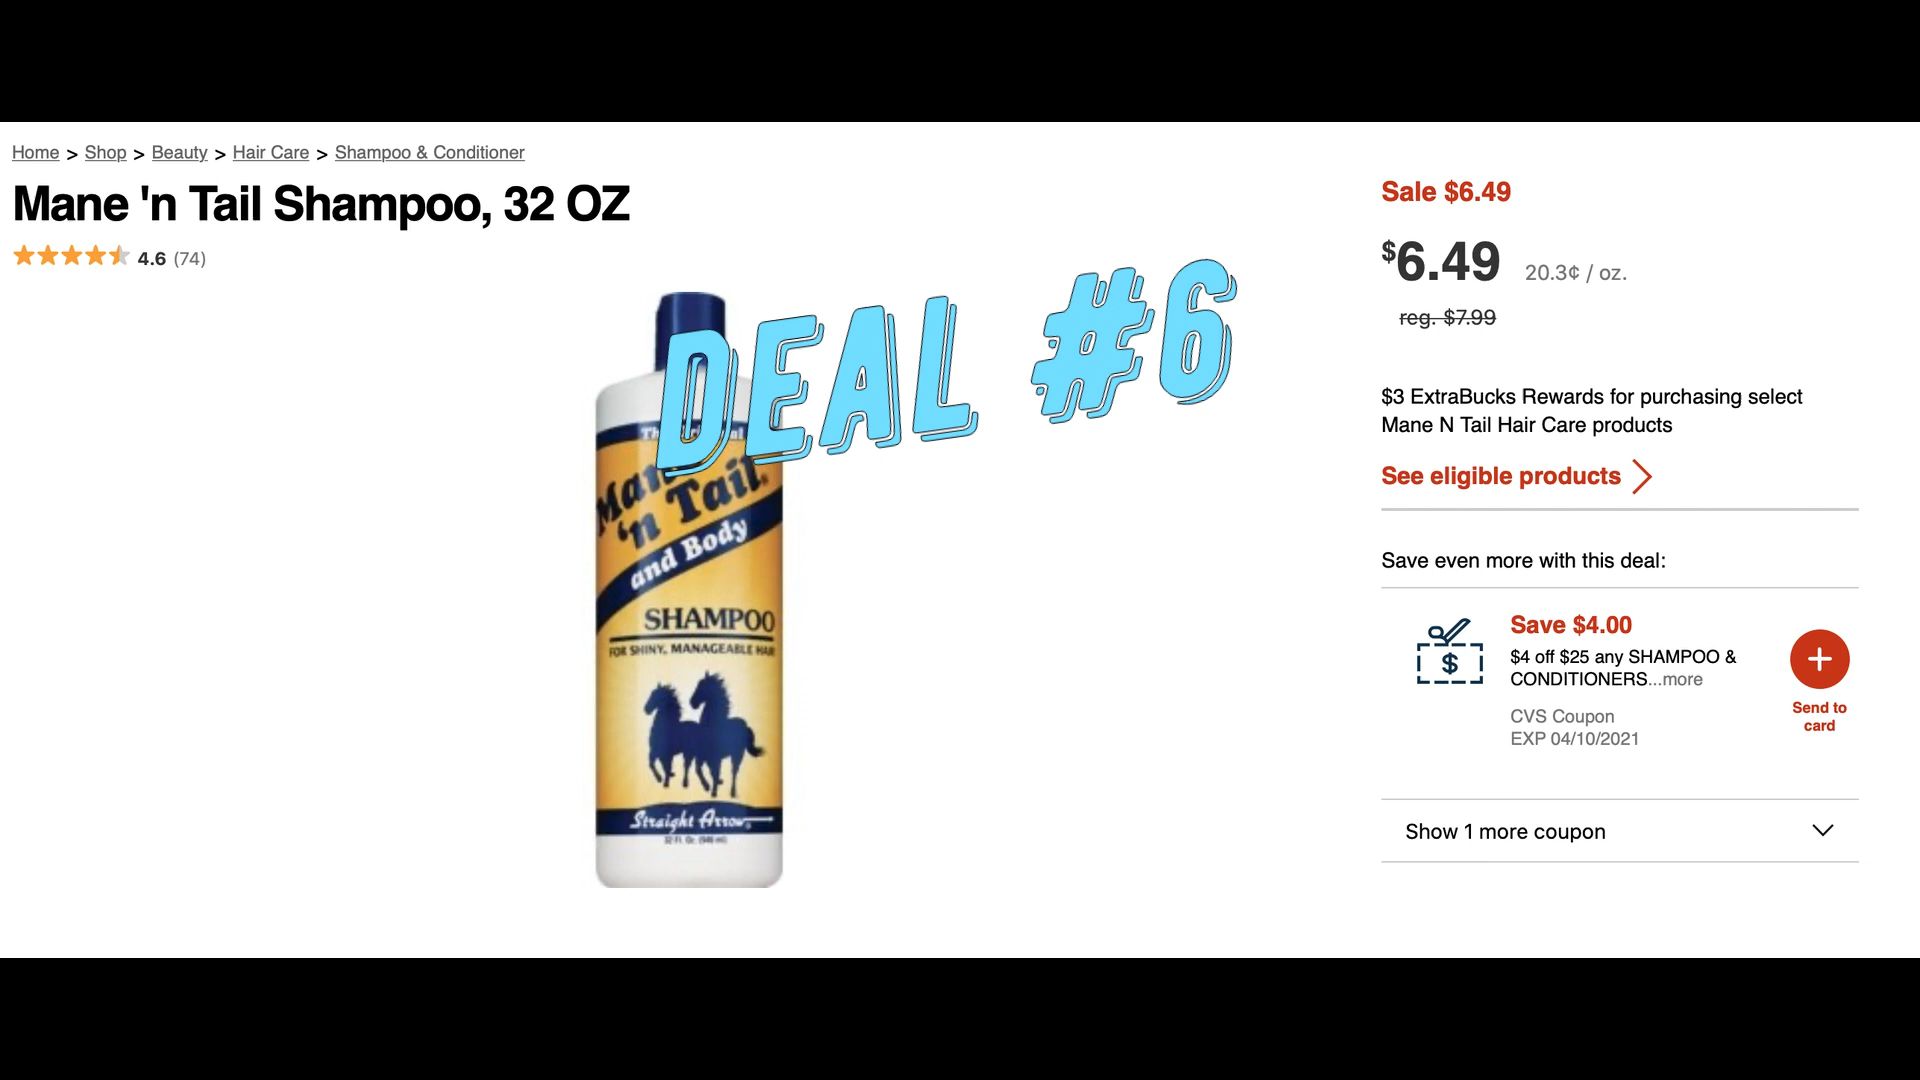 Home > Shop > Beauty > Hair Care > Shampoo & Conditioner
Mane 'n Tail Shampoo, 32 OZ
4.6 (74)
DEAL #6
Mane
'n Tail
and Body
SHAMPOO
FOR SHINY, MANAGEABLE HAIR
Straight Arrow
Sale $6.49
$6.49 20.3¢ / oz.
reg. $7.99
$3 ExtraBucks Rewards for purchasing select
Mane N Tail Hair Care products
See eligible products
Save even more with this deal:
$
Save $4.00
$4 off $25 any SHAMPOO &
CONDITIONERS...more
CVS Coupon
EXP 04/10/2021
+
Send to
card
Show 1 more coupon